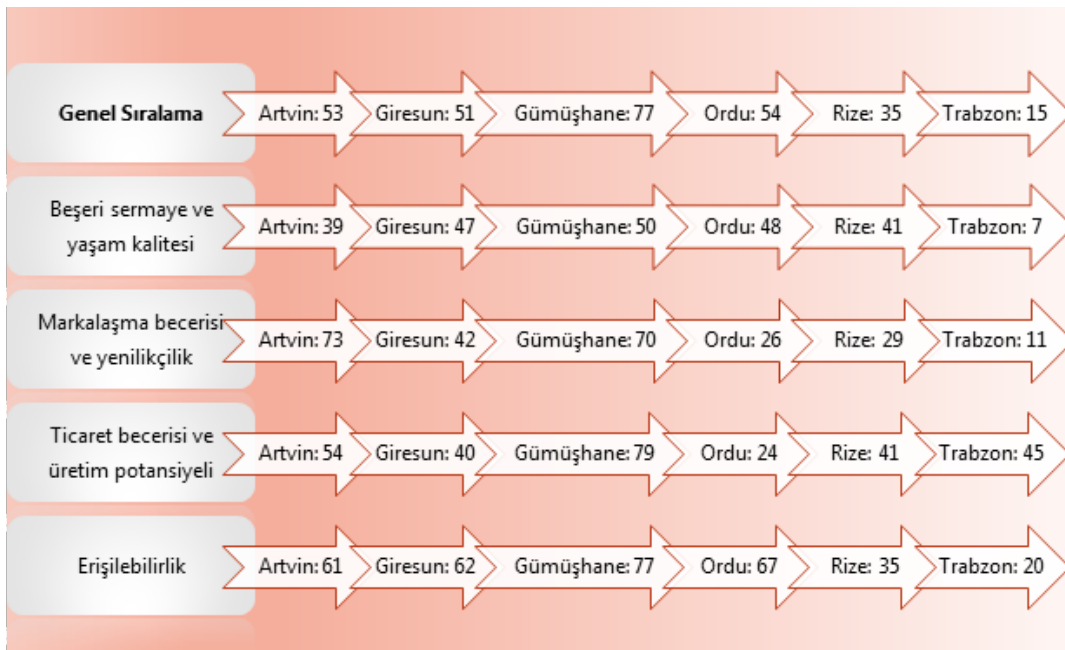 Genel Sıralama
Artvin: 53
Giresun: 51
Gümüşhane: 77
Ordu: 54
Rize: 35
Trabzon: 15
Beşeri sermaye ve
yaşam kalitesi
Artvin: 39
Giresun: 47
Gümüşhane: 50
Ordu: 48
Rize: 41
Trabzon: 7
Markalaşma becerisi
ve yenilikçilik
Artvin: 73
Giresun: 42
Gümüşhane: 70
Ordu: 26
Rize: 29
Trabzon: 11
Ticaret becerisi ve
üretim potansiyeli
Artvin: 54
Giresun: 40
Gümüşhane: 79
Ordu: 24
Rize: 41
Trabzon: 45
Erişilebilirlik
Artvin: 61
Giresun: 62
Gümüşhane: 77
Ordu: 67
Rize: 35
Trabzon: 20